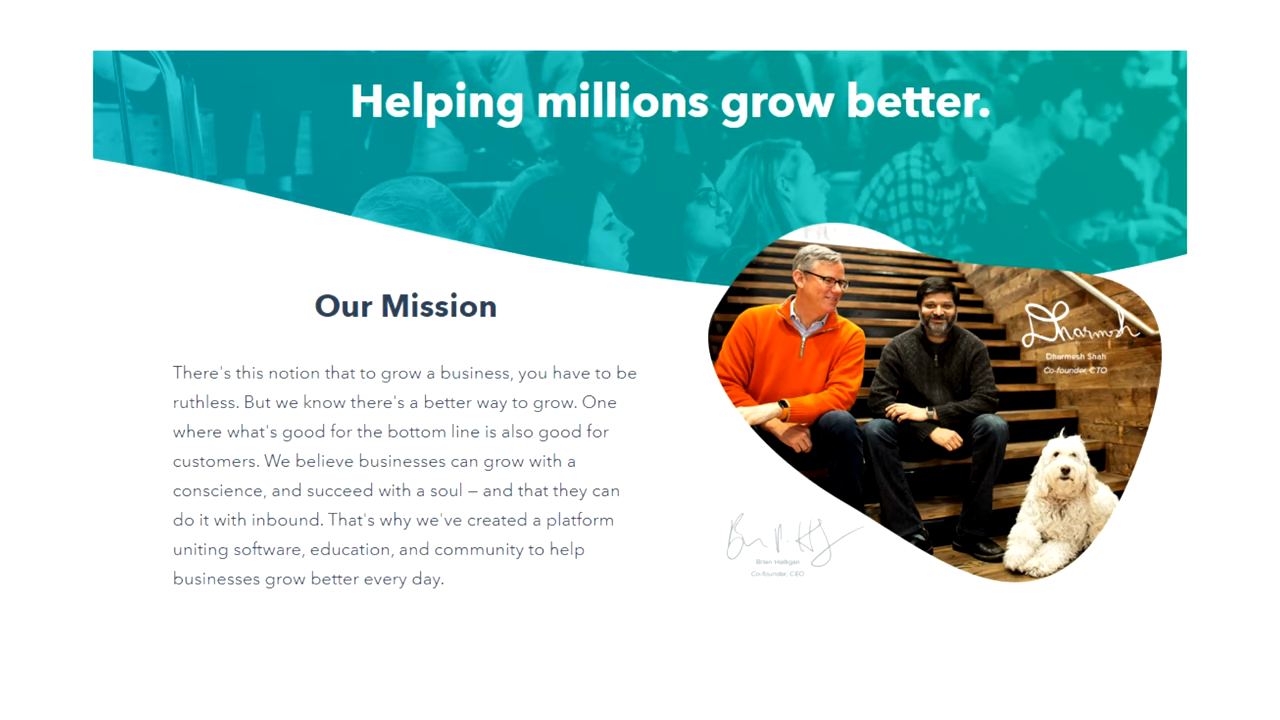 Helping millions grow better.
Our Mission
There's this notion that to grow a business, you have to be
ruthless. But we know there's a better way to grow. One
where what's good for the bottom line is also good for
customers. We believe businesses can grow with a
conscience, and succeed with a soul – and that they can
do it with inbound. That's why we've created a platform
uniting software, education, and community to help
businesses grow better every day.
Dharmesh
Dharmesh Shah
Co-founder, CTO
Brian Halligan
Co-founder, CEO